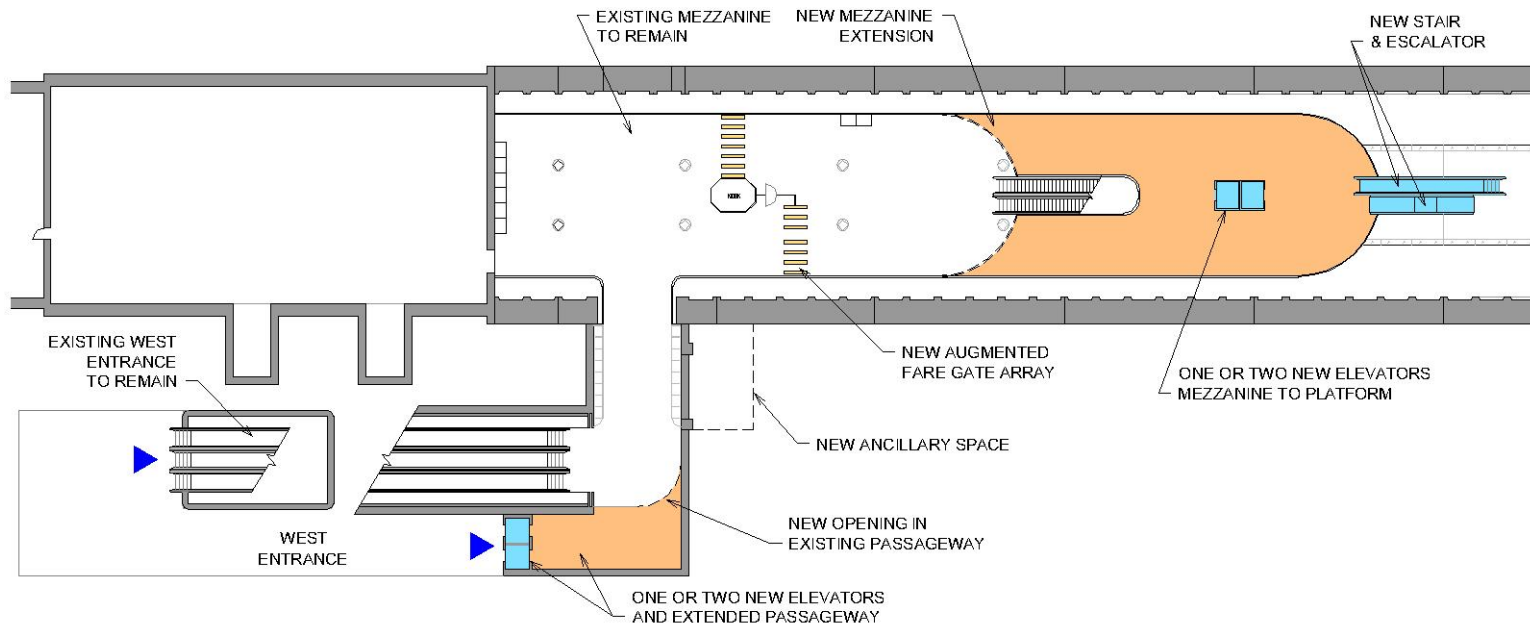 EXISTING MEZZANINE
TO REMAIN
NEW MEZZANINE
EXTENSION
NEW STAIR
& ESCALATOR
KIOSK
EXISTING WEST
ENTRANCE
TO REMAIN
NEW AUGMENTED
FARE GATE ARRAY
ONE OR TWO NEW ELEVATORS
MEZZANINE TO PLATFORM
NEW ANCILLARY SPACE
WEST
ENTRANCE
NEW OPENING IN
EXISTING PASSAGEWAY
ONE OR TWO NEW ELEVATORS
AND EXTENDED PASSAGEWAY